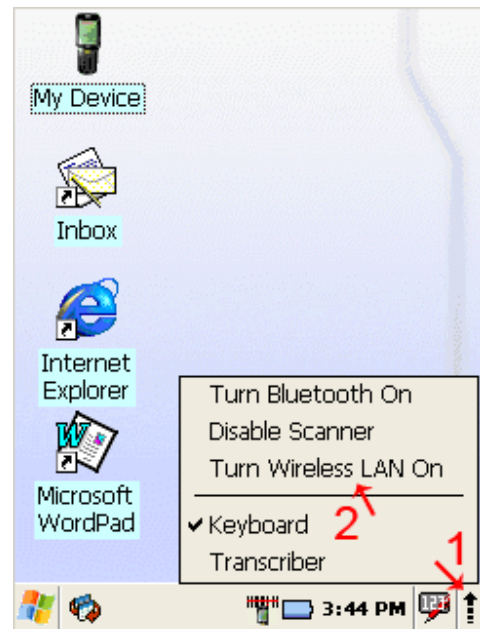 My Device
Inbox
Internet
Explorer
Microsoft
WordPad
Turn Bluetooth On
Disable Scanner
Turn Wireless LAN On
2
✔Keyboard
Transcriber
1
3:44 PM
123